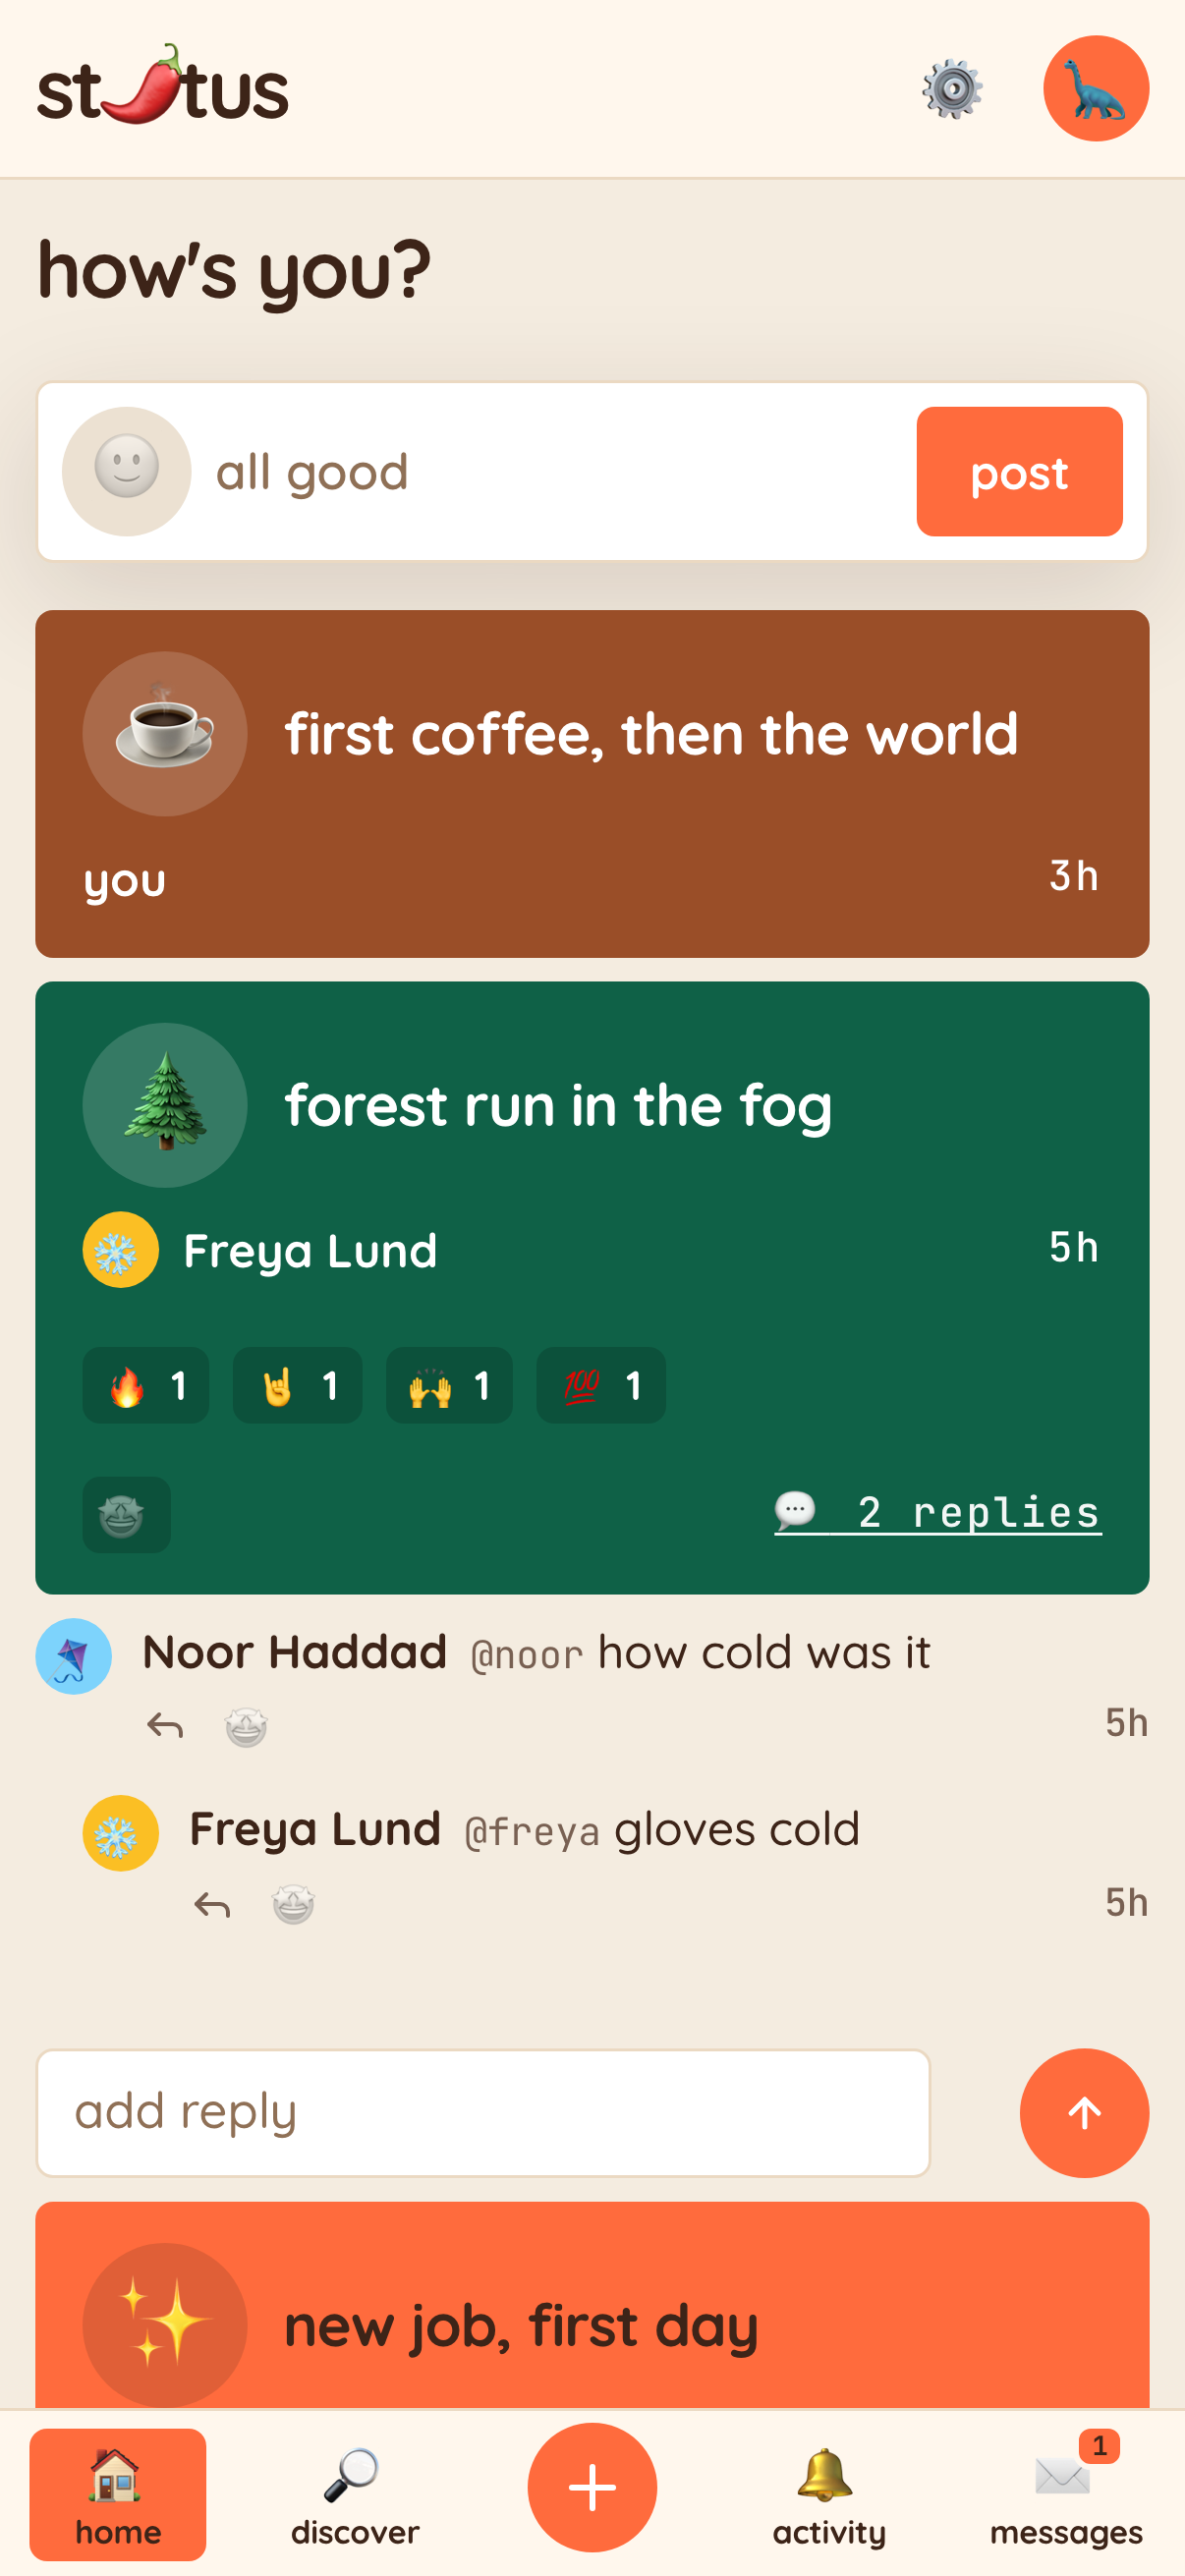 st🌶️tus
how's you?
all good
post
first coffee, then the world
you 3h
forest run in the fog
Freya Lund 5h
🔥 1 🤘 1 🙌 1 💯 1
💬 2 replies
Noor Haddad @noor how cold was it
5h
Freya Lund @freya gloves cold
5h
add reply
new job, first day
1
home discover activity messages